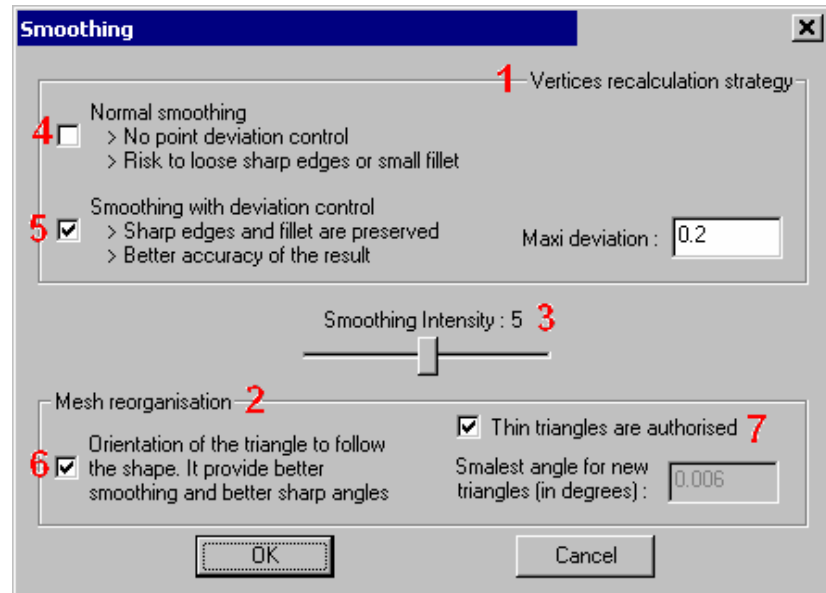 Smoothing
1 Vertices recalculation strategy
4 Normal smoothing
> No point deviation control
> Risk to loose sharp edges or small fillet
5 Smoothing with deviation control
> Sharp edges and fillet are preserved
> Better accuracy of the result
Maxi deviation : 0.2
Smoothing Intensity : 5 3
Mesh reorganisation 2
6 Orientation of the triangle to follow
the shape. It provide better
smoothing and better sharp angles
Thin triangles are authorised 7
Smalest angle for new
triangles (in degrees) : 0.006
OK
Cancel